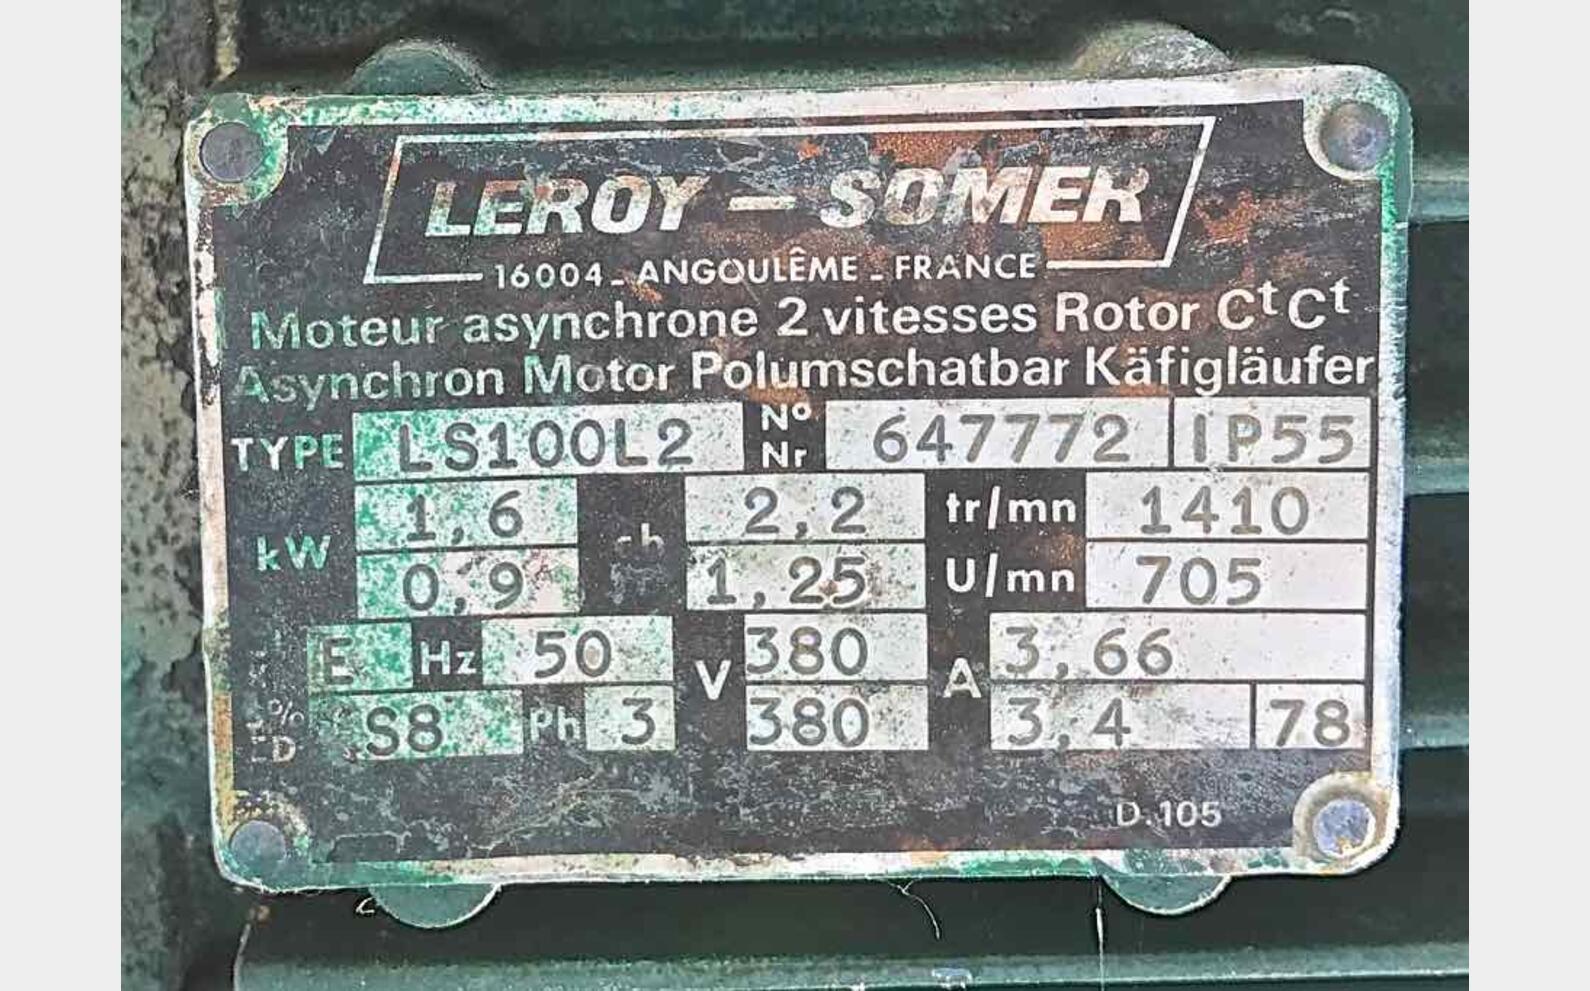 LEROY - SOMER
16004 - ANGOULÊME - FRANCE
Moteur asynchrone 2 vitesses Rotor Ct Ct
Asynchron Motor Polumschatbar Käfigläufer
TYPE LS100L2 No Nr 647772 IP55
kW 1,6 ch 2,2 tr/mn 1410
0,9 1,25 U/mn 705
E Hz 50 V 380 A 3,66
% ED S8 Ph 3 380 3,4 78
D.105